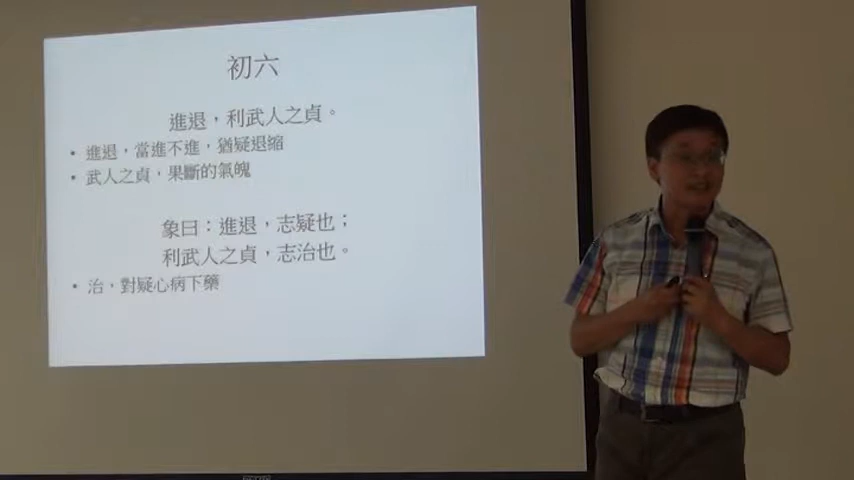 初六
進退，利武人之貞。
• 進退，當進不進，猶疑退縮
• 武人之貞，果斷的氣魄
象曰：進退，志疑也；
利武人之貞，志治也。
• 治，對疑心病下藥